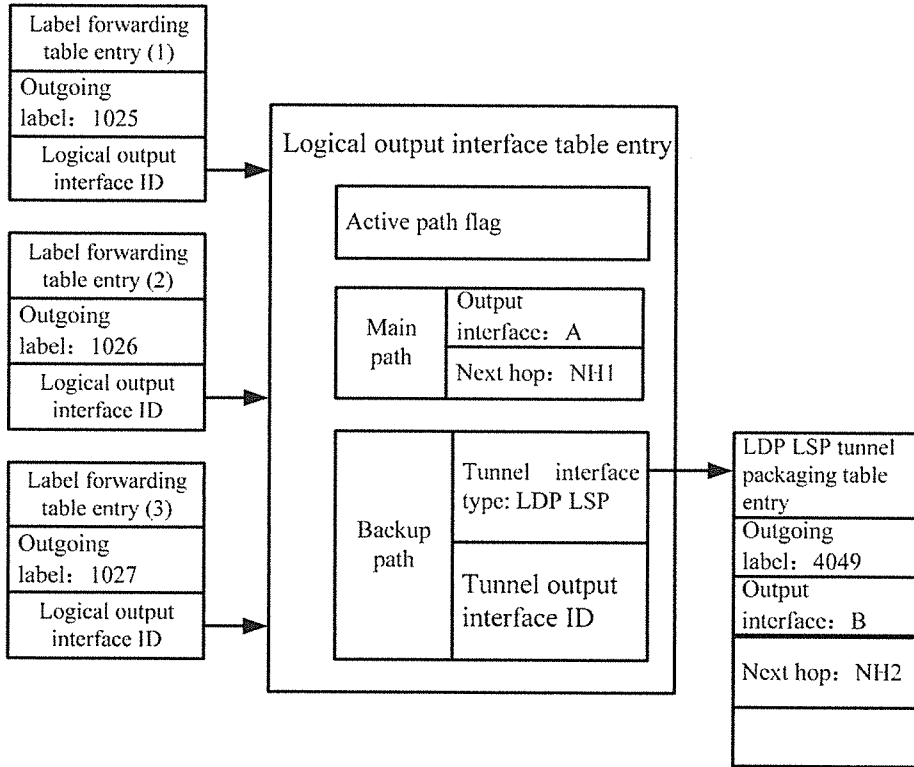 Label forwarding
table entry (1)
Outgoing
label：1025
Logical output
interface ID
Label forwarding
table entry (2)
Outgoing
label：1026
Logical output
interface ID
Label forwarding
table entry (3)
Outgoing
label：1027
Logical output
interface ID
Logical output interface table entry
Active path flag
Main
path
Output
interface：A
Next hop：NH1
Backup
path
Tunnel interface
type: LDP LSP
Tunnel output
interface ID
LDP LSP tunnel
packaging table
entry
Outgoing
label：4049
Output
interface：B
Next hop：NH2